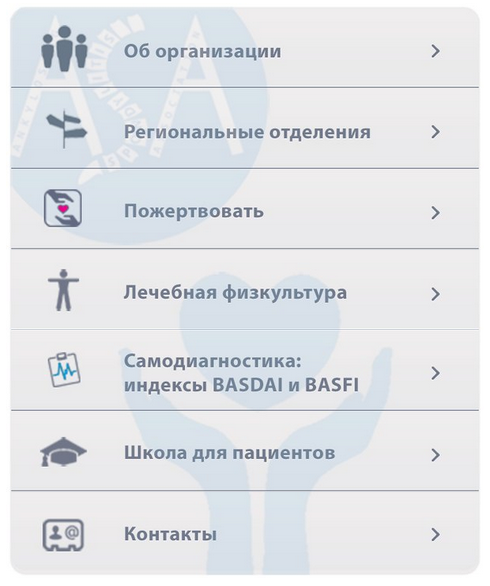 Об организации
Региональные отделения
Пожертвовать
Лечебная физкультура
Самодиагностика:
индексы BASDAI и BASFI
Школа для пациентов
Контакты